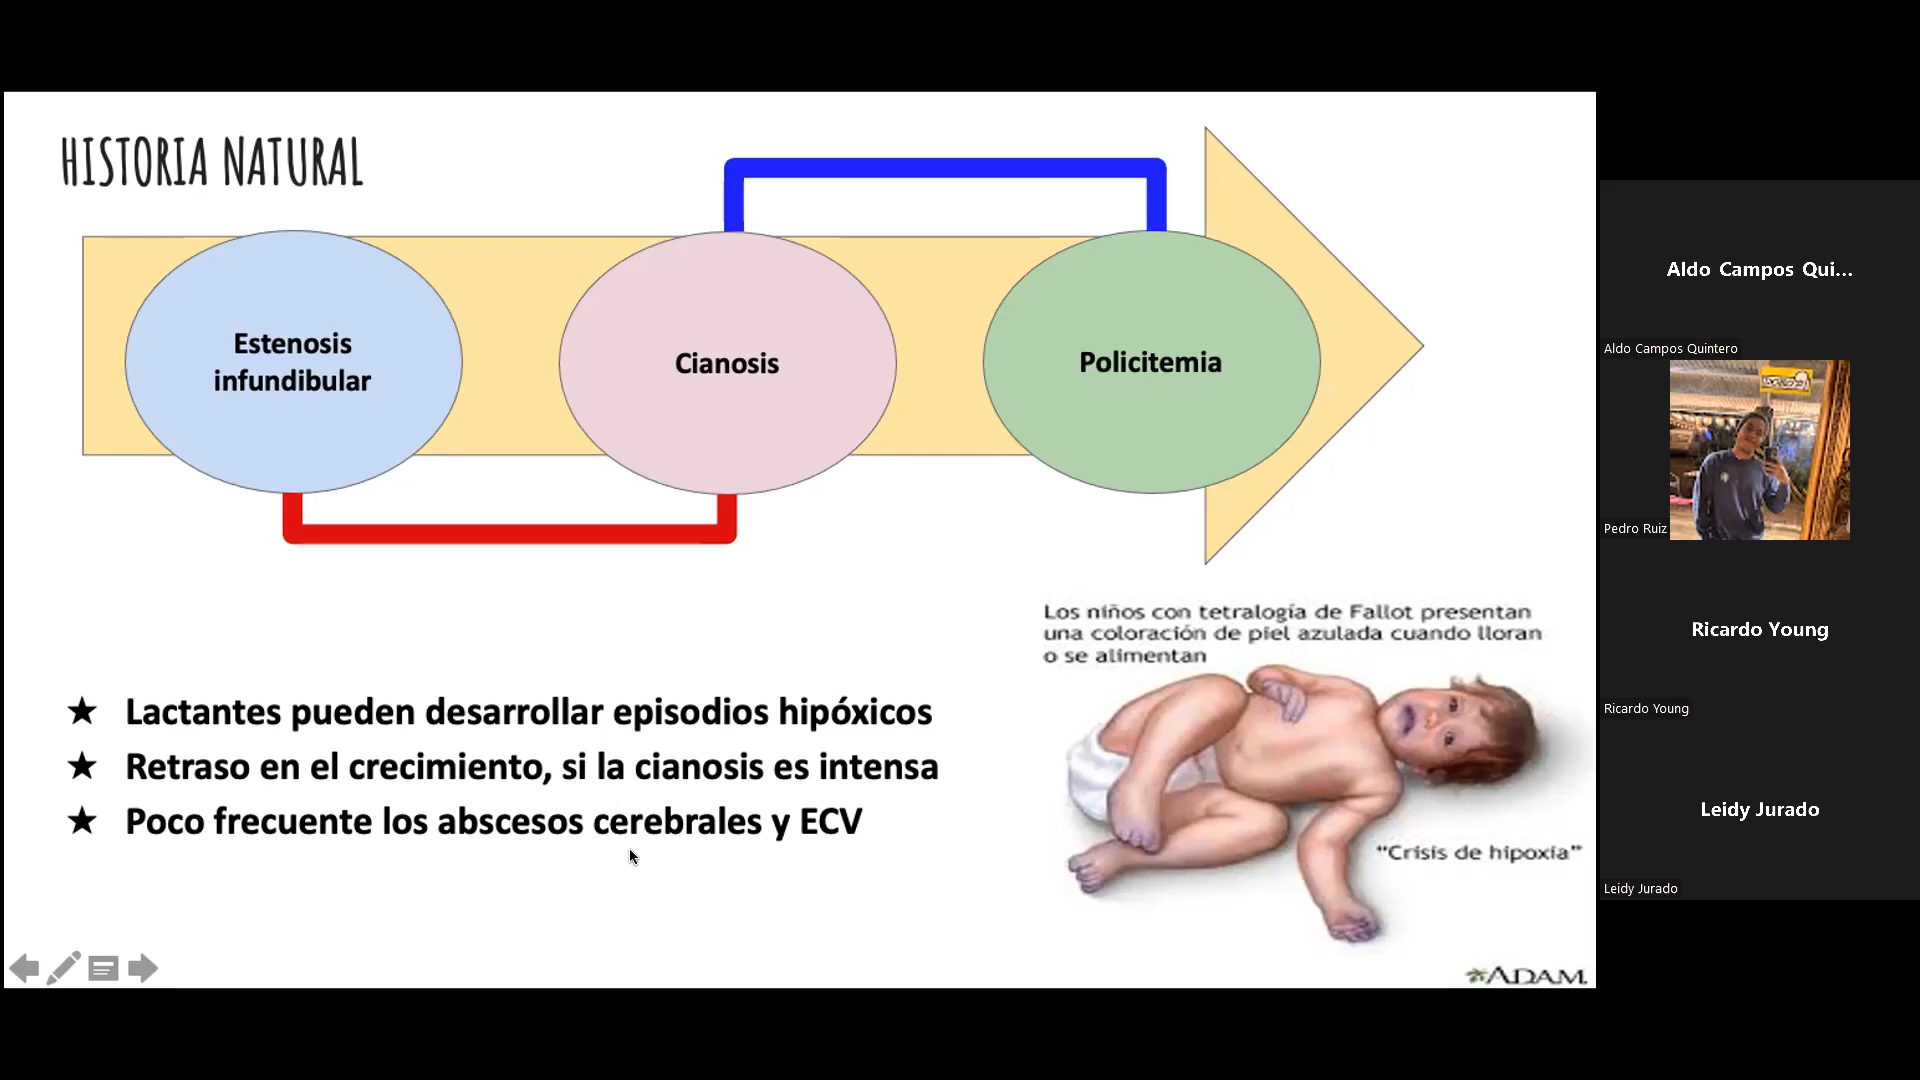 HISTORIA NATURAL
Estenosis
infundibular
Cianosis
Policitemia
Los niños con tetralogía de Fallot presentan
una coloración de piel azulada cuando lloran
o se alimentan
★ Lactantes pueden desarrollar episodios hipóxicos
★ Retraso en el crecimiento, si la cianosis es intensa
★ Poco frecuente los abscesos cerebrales y ECV
"Crisis de hipoxia"
ADAM.
Aldo Campos Qui...
Aldo Campos Quintero
Pedro Ruiz
Ricardo Young
Ricardo Young
Leidy Jurado
Leidy Jurado